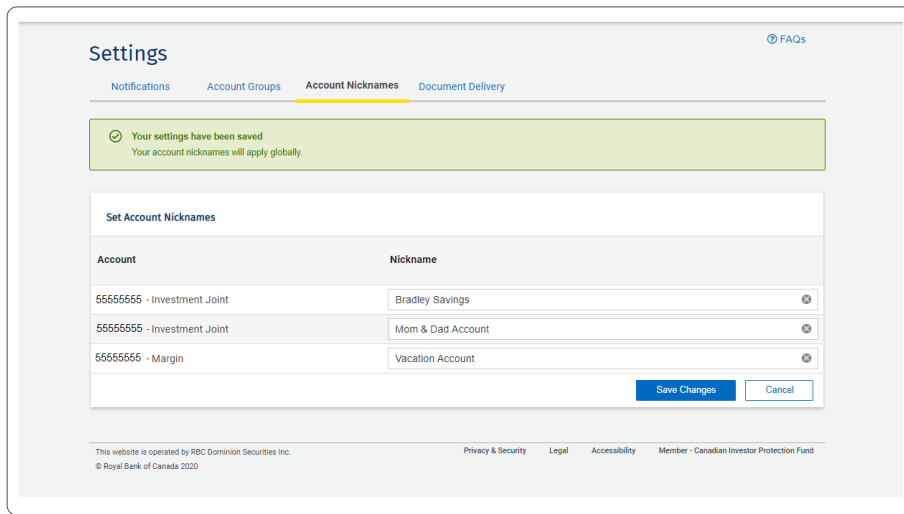 FAQs
Settings
Notifications Account Groups Account Nicknames Document Delivery
Your settings have been saved
Your account nicknames will apply globally.
Set Account Nicknames
Account Nickname
55555555 - Investment Joint Bradley Savings
55555555 - Investment Joint Mom & Dad Account
55555555 - Margin Vacation Account
Save Changes Cancel
This website is operated by RBC Dominion Securities Inc. Privacy & Security Legal Accessibility Member - Canadian Investor Protection Fund
© Royal Bank of Canada 2020